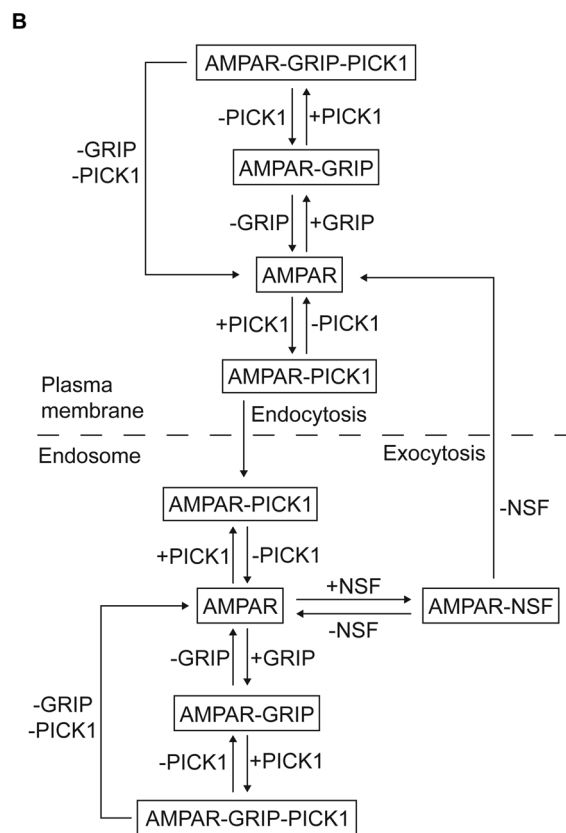 B
AMPAR-GRIP-PICK1
-PICK1 +PICK1
-GRIP
-PICK1
AMPAR-GRIP
-GRIP +GRIP
AMPAR
+PICK1 -PICK1
AMPAR-PICK1
Plasma
membrane
Endocytosis
Endosome
Exocytosis
AMPAR-PICK1
-NSF
+PICK1 -PICK1
+NSF
AMPAR
AMPAR-NSF
-NSF
-GRIP +GRIP
-GRIP
-PICK1
AMPAR-GRIP
-PICK1 +PICK1
AMPAR-GRIP-PICK1